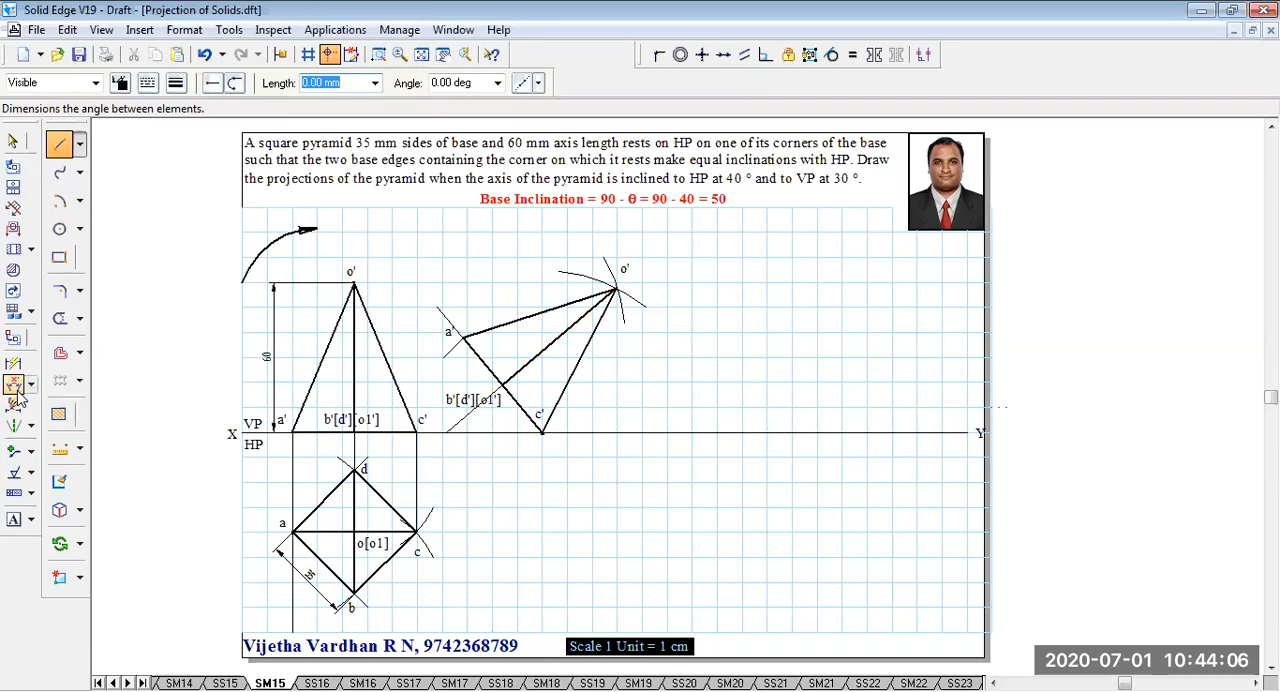 Solid Edge V19 - Draft - [Projection of Solids.dft]
File Edit View Insert Format Tools Inspect Applications Manage Window Help
Visible Length: 0.00 mm Angle: 0.00 deg
Dimensions the angle between elements.
A square pyramid 35 mm sides of base and 60 mm axis length rests on HP on one of its corners of the base
such that the two base edges containing the corner on which it rests make equal inclinations with HP. Draw
the projections of the pyramid when the axis of the pyramid is inclined to HP at 40 ° and to VP at 30 °.
Base Inclination = 90 - θ = 90 - 40 = 50
o' o'
a'
60
b'[d'][o1']
c'
X VP a' b'[d'][o1'] c' Y
HP
d
a
o[o1]
c
35
b
Vijetha Vardhan R N, 9742368789 Scale 1 Unit = 1 cm
2020-07-01 10:44:06
SM14 SS15 SM15 SS16 SM16 SS17 SM17 SS18 SM18 SS19 SM19 SS20 SM20 SS21 SM21 SS22 SM22 SS23